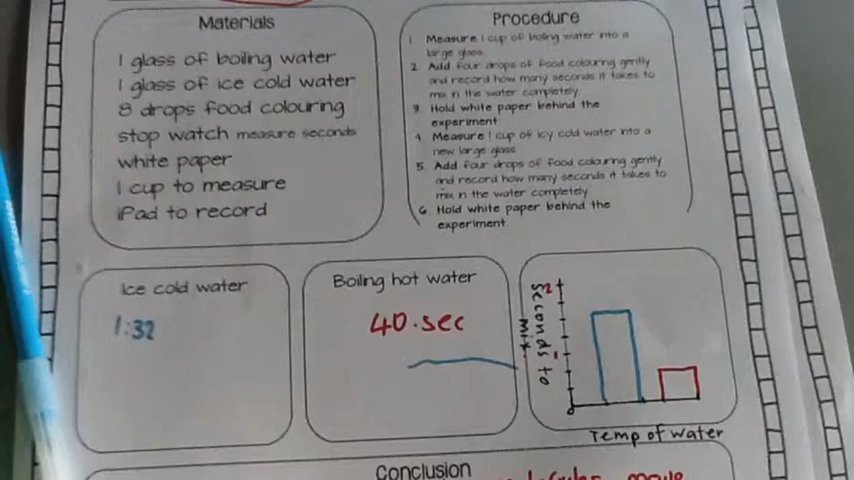 Materials
1 glass of boiling water
1 glass of ice cold water
8 drops food colouring
stop watch measure seconds
white paper
1 cup to measure
iPad to record
Procedure
1. Measure 1 cup of boiling water into a
large glass
2. Add four drops of food colouring gently
and record how many seconds it takes to
mix in the water completely
3. Hold white paper behind the
experiment.
4. Measure 1 cup of icy cold water into a
new large glass
5. Add four drops of food colouring gently
and record how many seconds it takes to
mix in the water completely
6. Hold white paper behind the
experiment.
Ice cold water
1:32
Boiling hot water
40.sec
Seconds to
mix
2
1
0
Temp of water
Conclusion
move